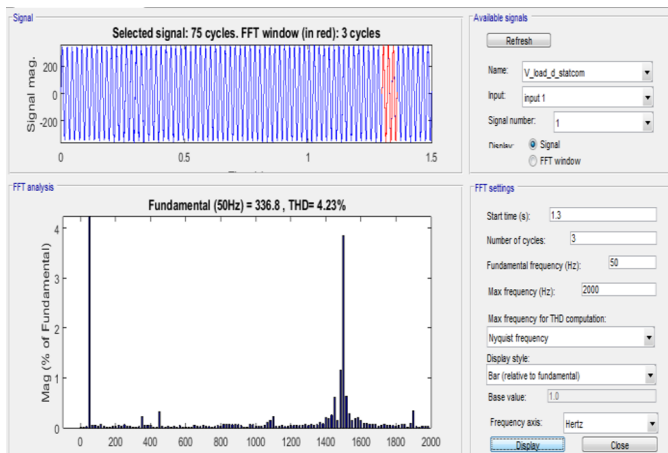 Signal
Selected signal: 75 cycles. FFT window (in red): 3 cycles
Signal mag.
200
0
-200
0 0.5 1 1.5
FFT analysis
Fundamental (50Hz) = 336.8 , THD= 4.23%
Mag (% of Fundamental)
4
3
2
1
0
0 200 400 600 800 1000 1200 1400 1600 1800 2000
Available signals
Refresh
Name: V_load_d_statcom
Input: input 1
Signal number: 1
Display: Signal
FFT window
FFT settings
Start time (s): 1.3
Number of cycles: 3
Fundamental frequency (Hz): 50
Max frequency (Hz): 2000
Max frequency for THD computation:
Nyquist frequency
Display style:
Bar (relative to fundamental)
Base value: 1.0
Frequency axis: Hertz
Display Close